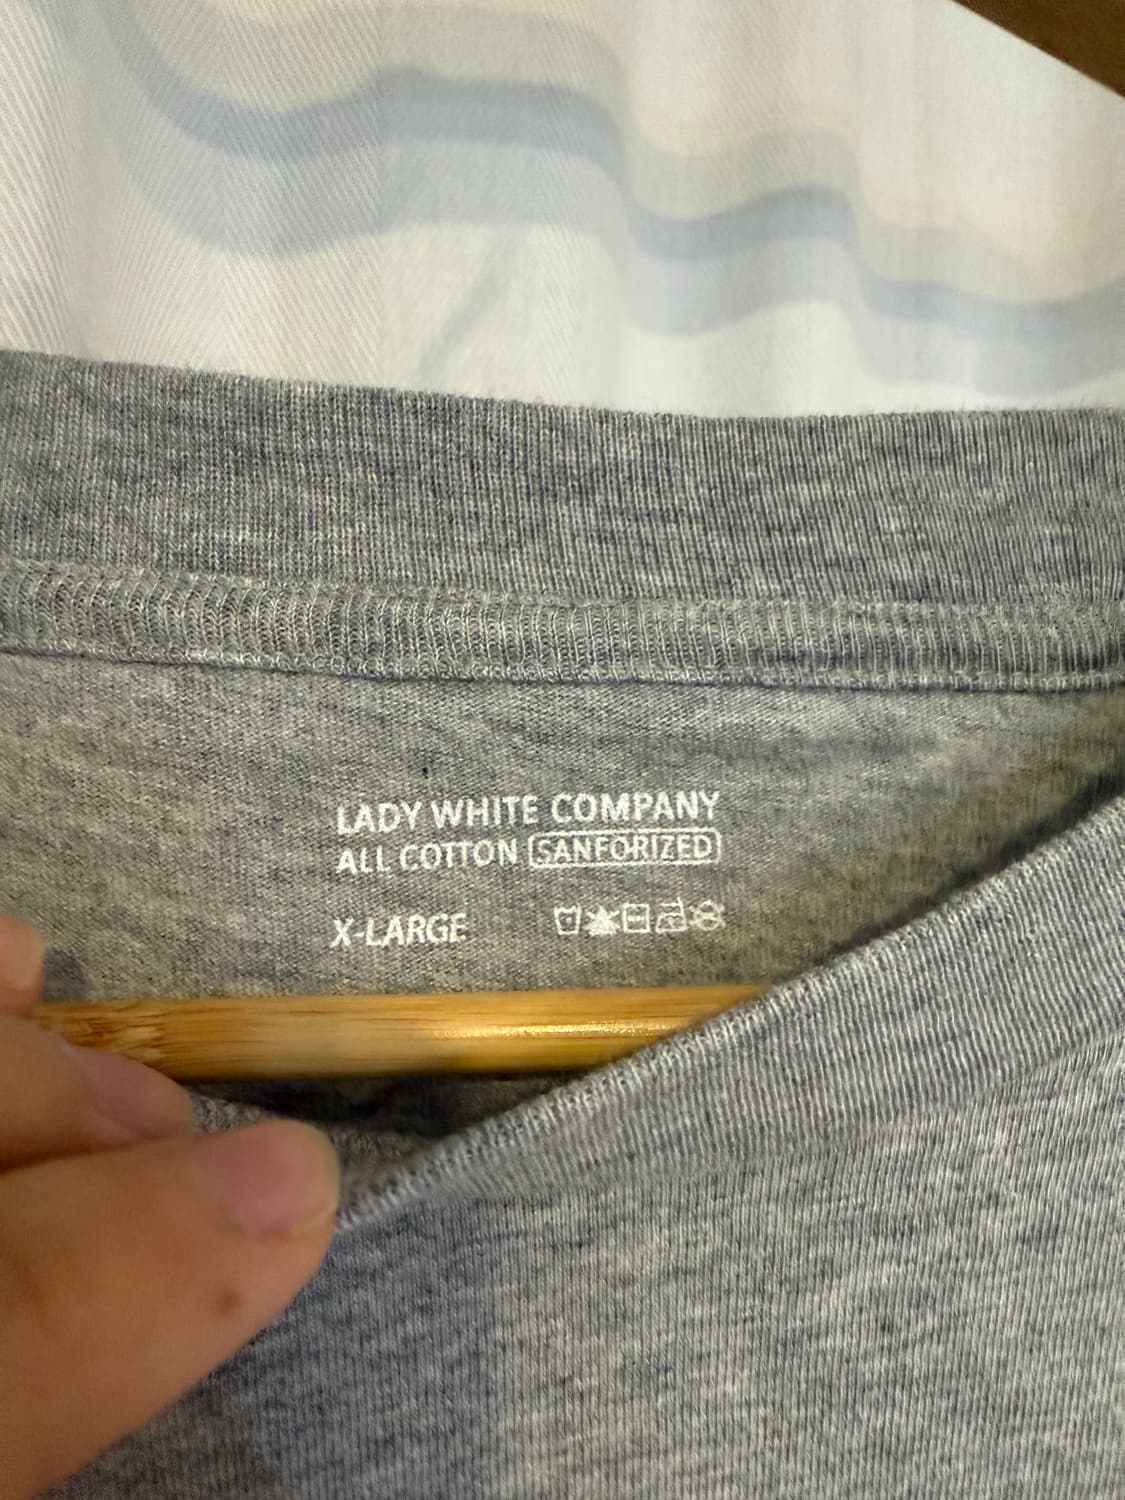 LADY WHITE COMPANY
ALL COTTON SANFORIZED
X-LARGE